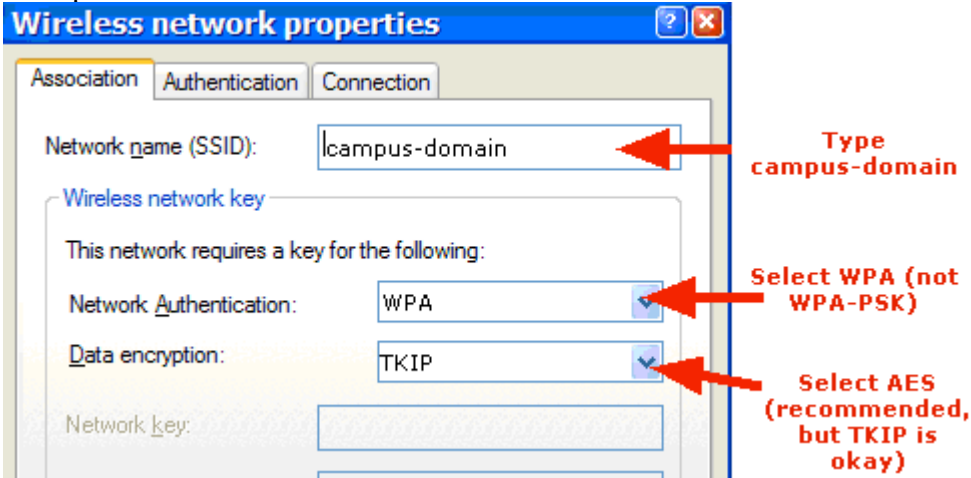 Wireless network properties
Association Authentication Connection
Network name (SSID): campus-domain
Type
campus-domain
Wireless network key
This network requires a key for the following:
Select WPA (not
WPA-PSK)
Network Authentication: WPA
Data encryption: TKIP
Select AES
(recommended,
but TKIP is
okay)
Network key: